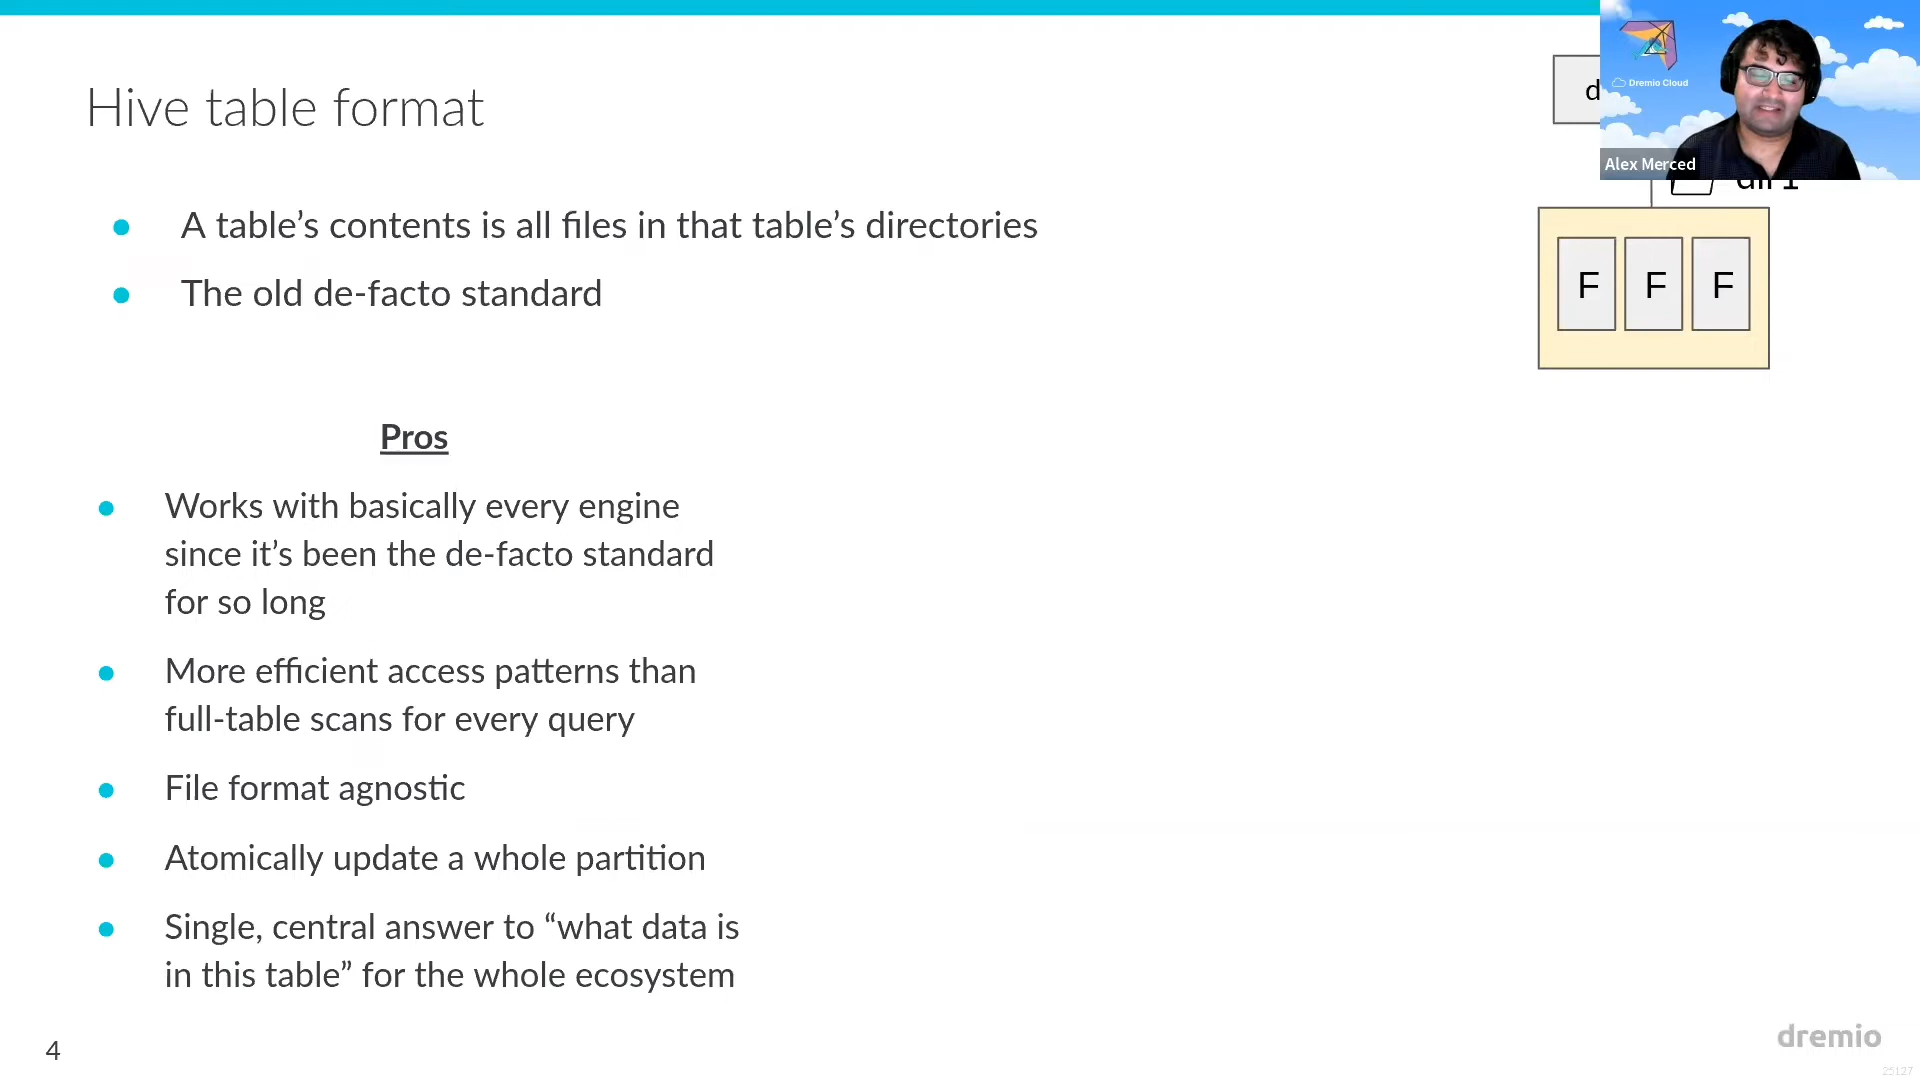 Hive table format
d
Dremio Cloud
Alex Merced
dir1
● A table’s contents is all files in that table’s directories
● The old de-facto standard
F F F
Pros
● Works with basically every engine
since it’s been the de-facto standard
for so long
● More efficient access patterns than
full-table scans for every query
● File format agnostic
● Atomically update a whole partition
● Single, central answer to “what data is
in this table” for the whole ecosystem
4
dremio
25127